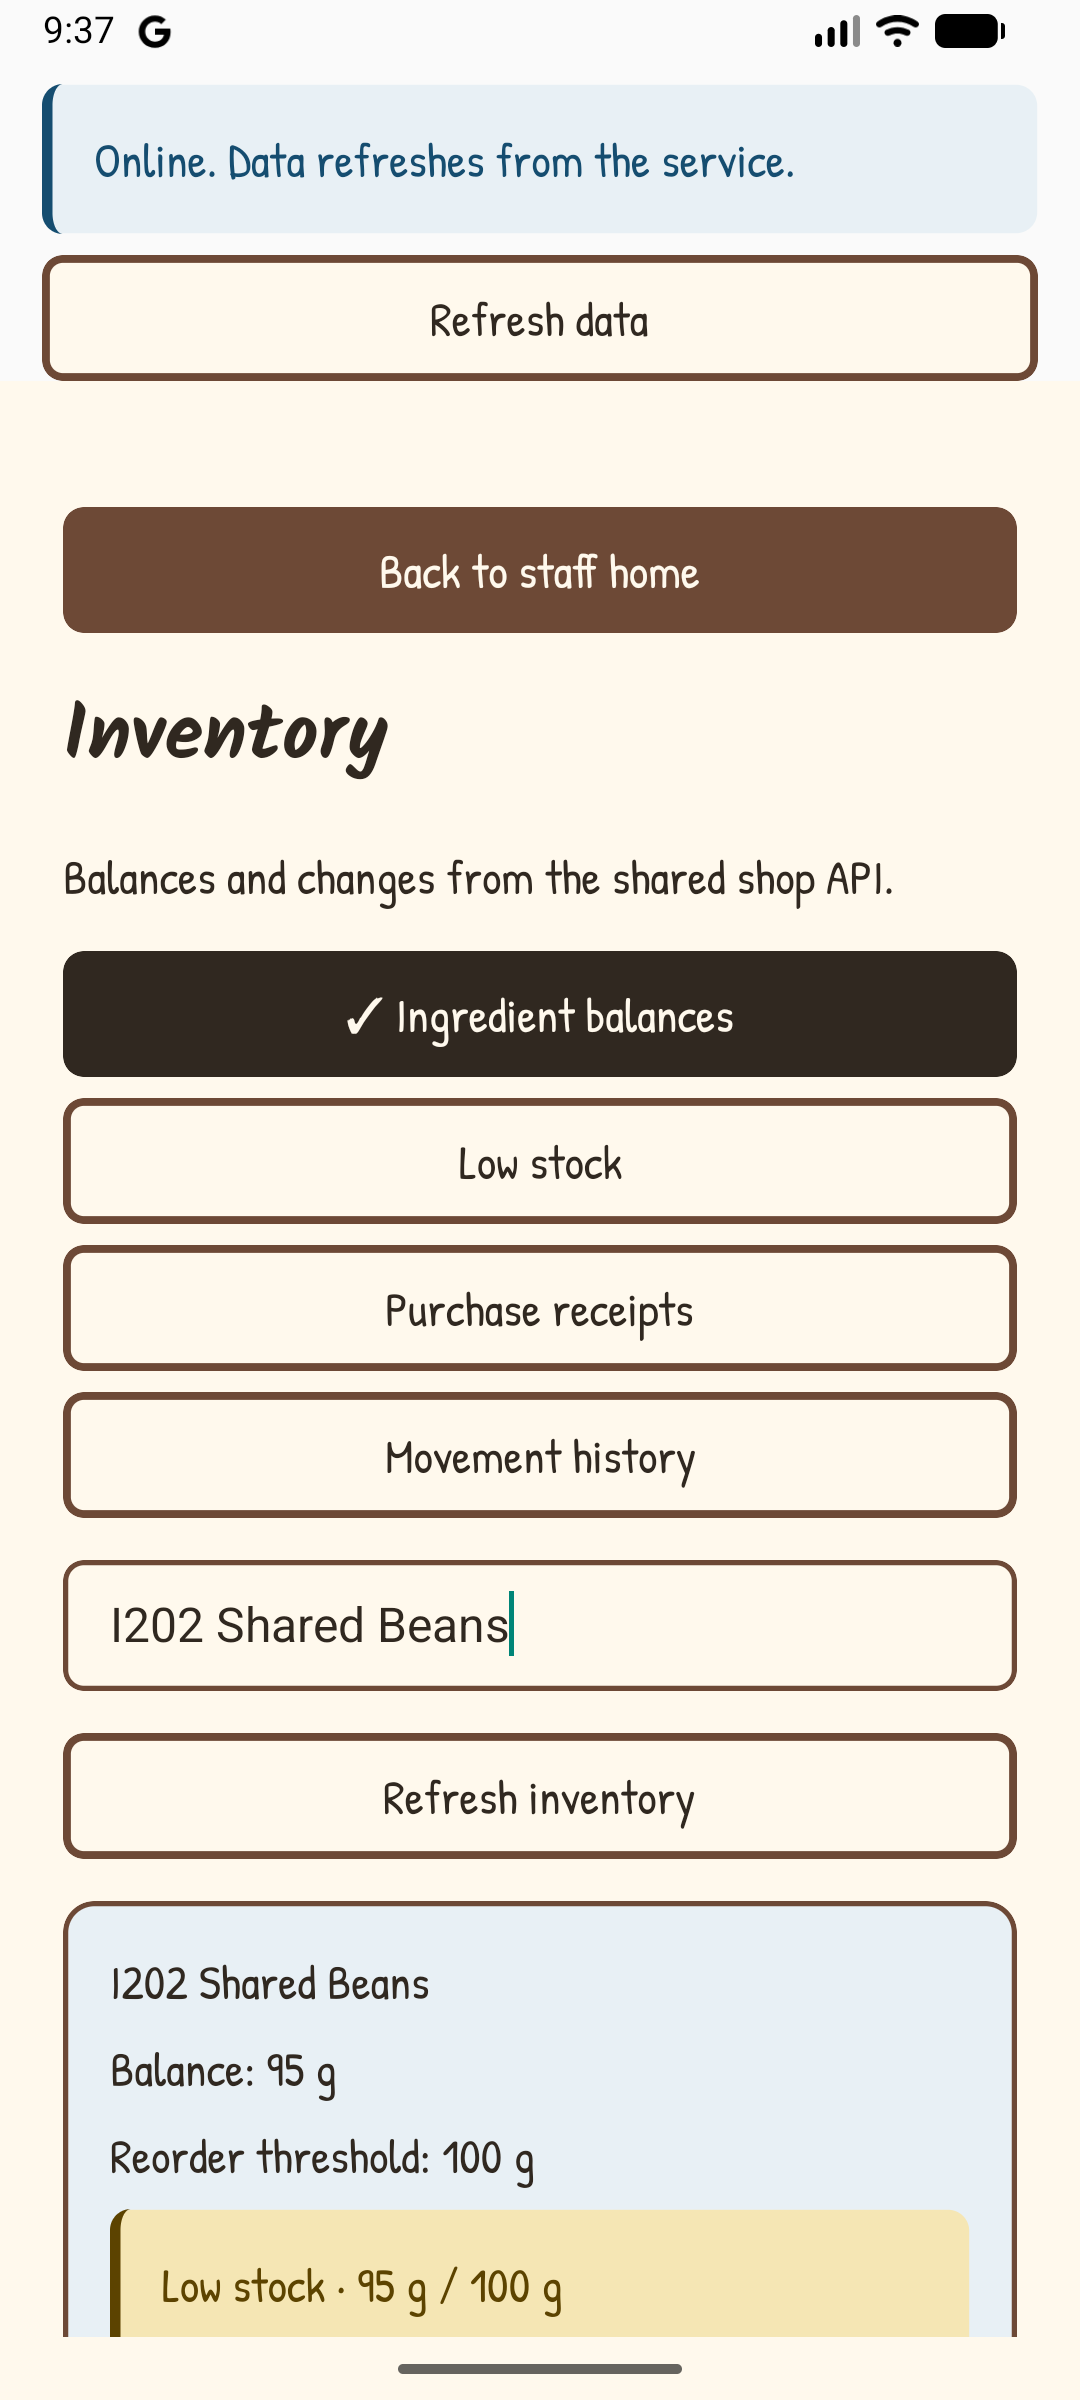 9:37
Online. Data refreshes from the service.
Refresh data
Back to staff home
Inventory
Balances and changes from the shared shop API.
✓ Ingredient balances
Low stock
Purchase receipts
Movement history
I202 Shared Beans
Refresh inventory
I202 Shared Beans
Balance: 95 g
Reorder threshold: 100 g
Low stock · 95 g / 100 g